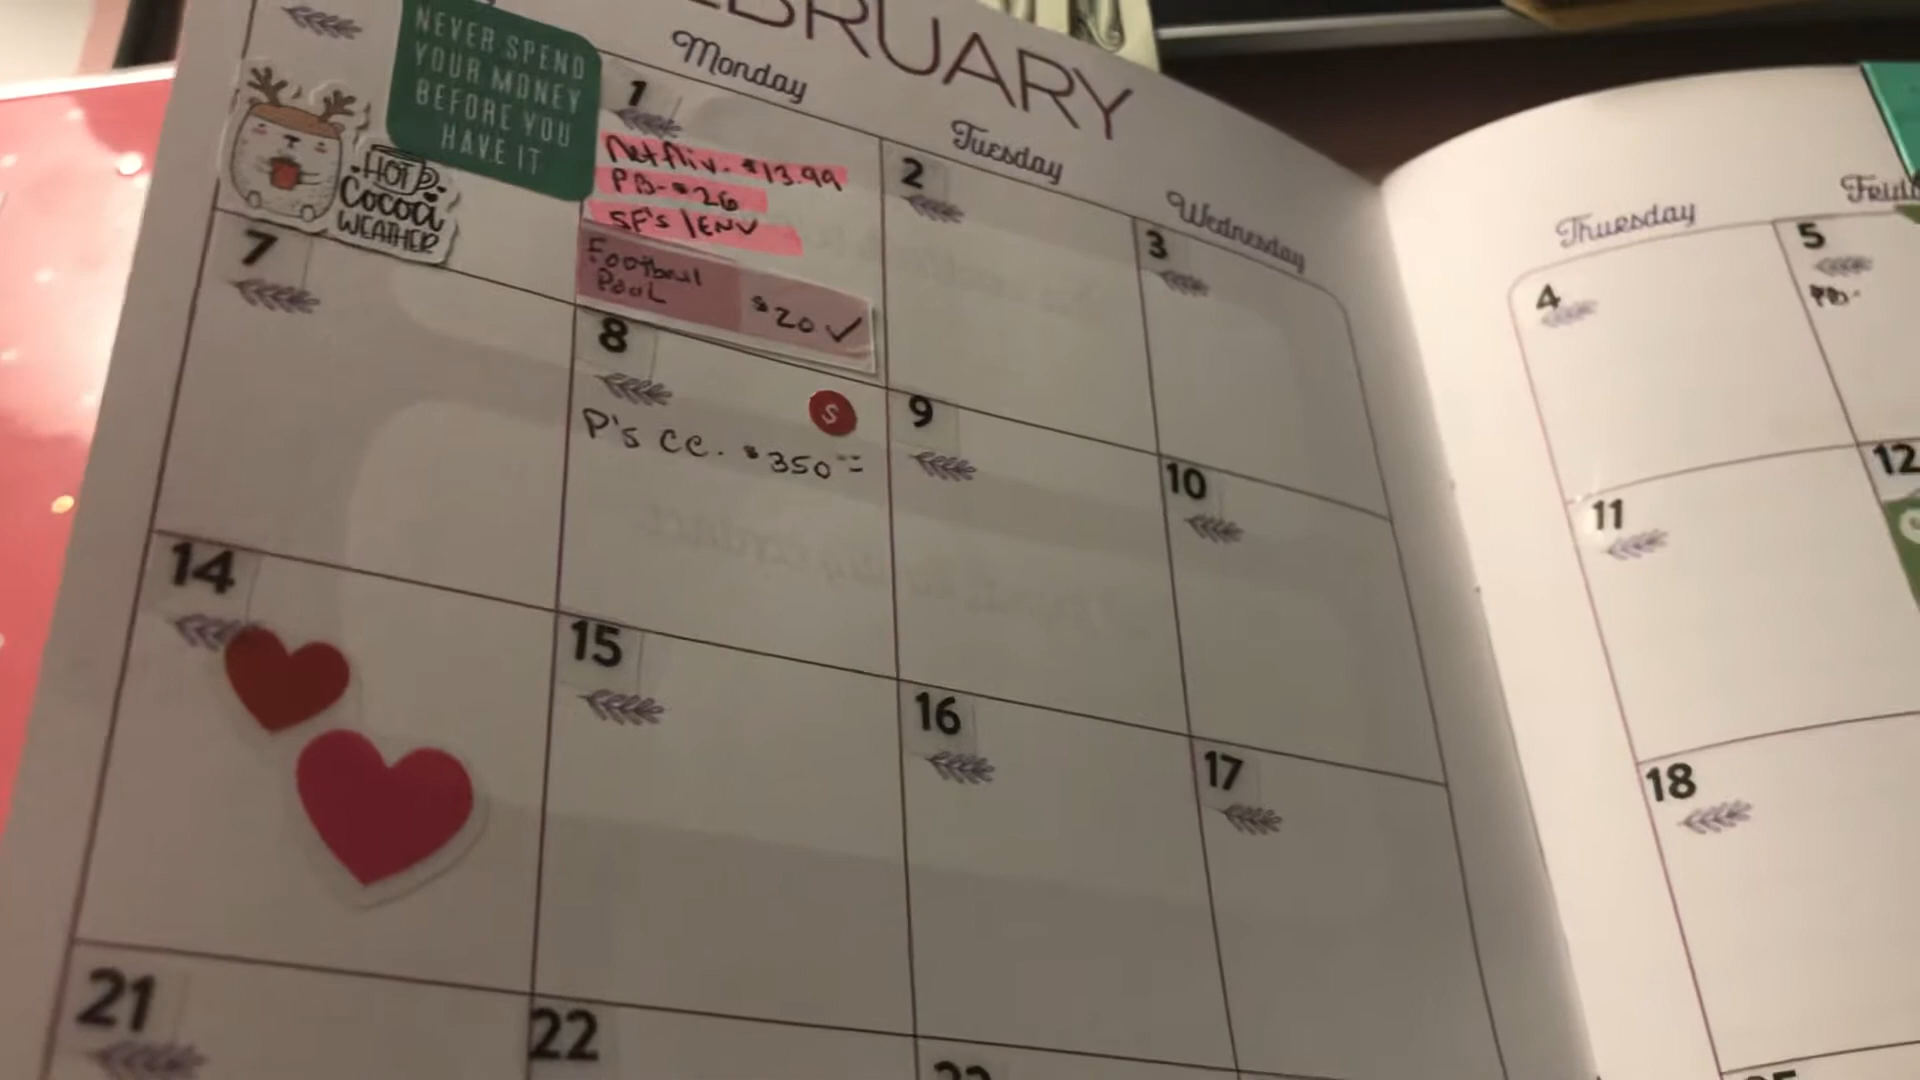 FEBRUARY
Monday
Tuesday
Wednesday
Thursday
NEVER SPEND
YOUR MONEY
BEFORE YOU
HAVE IT
HOT
Cocoa
WEATHER
1
Netflix. $13.99
PB-$26
SF's /ENV
Football
Pool $20 ✓
2
3
4
5
PB-
7
8
S
P's CC. $350
9
10
11
12
14
15
16
17
18
21
22